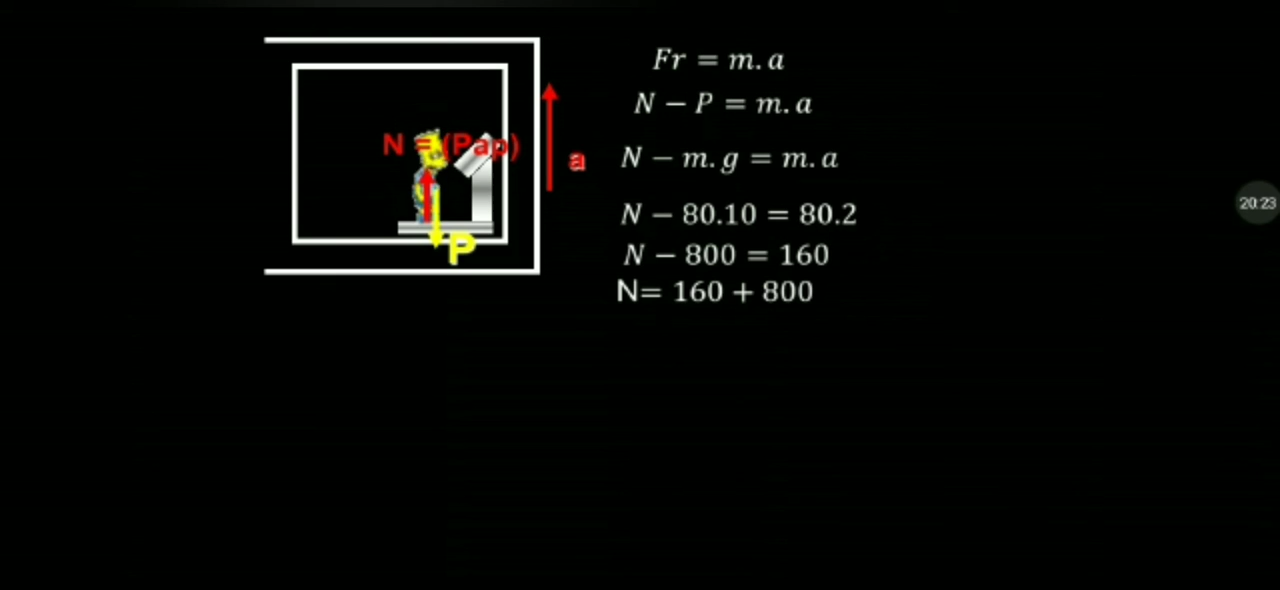 N = (Pap)
a
P
Fr = m. a
N − P = m. a
N − m. g = m. a
N − 80.10 = 80.2
N − 800 = 160
N= 160 + 800
20:23